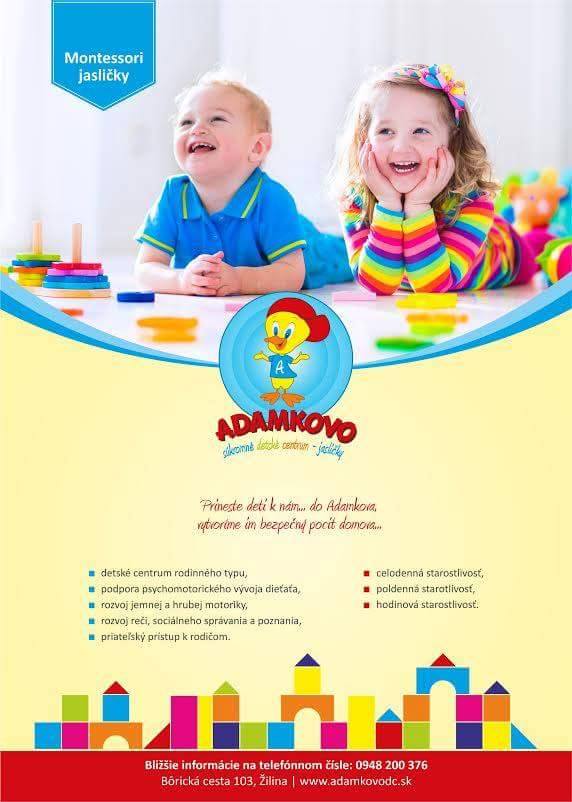 Montessori
jasličky
A
ADAMKOVO
súkromné detské centrum - jasličky
Prineste deti k nám... do Adamkova,
vytvoríme im bezpečný pocit domova...
detské centrum rodinného typu,
podpora psychomotorického vývoja dieťaťa,
rozvoj jemnej a hrubej motoriky,
rozvoj reči, sociálneho správania a poznania,
priateľský prístup k rodičom.
celodenná starostlivosť,
poldenná starotlivosť,
hodinová starostlivosť.
Bližšie informácie na telefónnom čísle: 0948 200 376
Bôrická cesta 103, Žilina | www.adamkovodc.sk